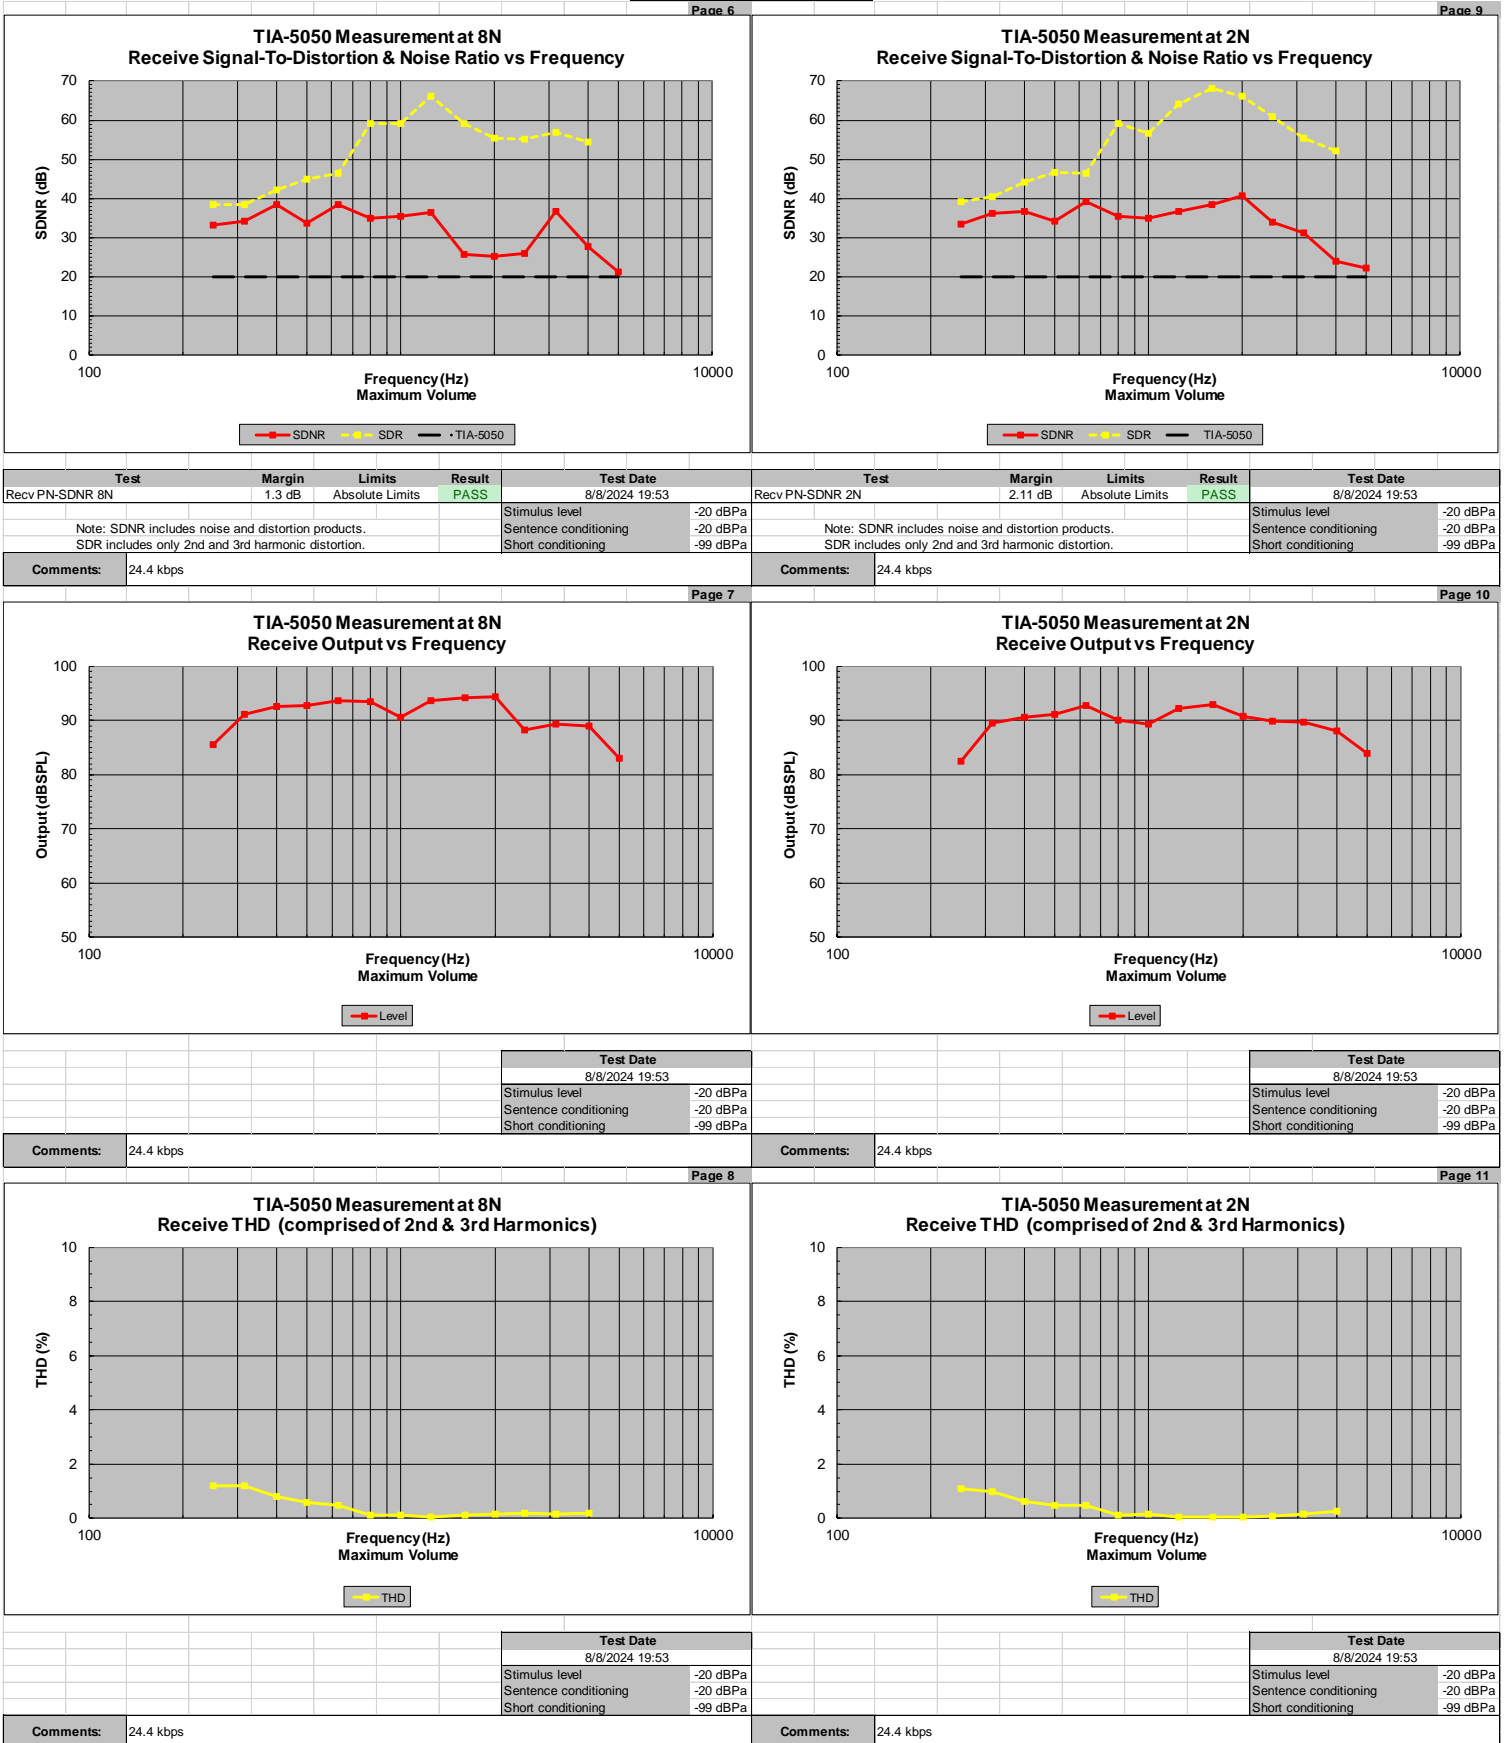 Page 6
TIA-5050 Measurement at 8N
Receive Signal-To-Distortion & Noise Ratio vs Frequency
SDNR (dB)
70
60
50
40
30
20
10
0
100
10000
Frequency (Hz)
Maximum Volume
SDNR SDR TIA-5050
Test Margin Limits Result Test Date
Recv PN-SDNR 8N 1.3 dB Absolute Limits PASS 8/8/2024 19:53
Stimulus level -20 dBPa
Note: SDNR includes noise and distortion products. Sentence conditioning -20 dBPa
SDR includes only 2nd and 3rd harmonic distortion. Short conditioning -99 dBPa
Comments: 24.4 kbps
Page 9
TIA-5050 Measurement at 2N
Receive Signal-To-Distortion & Noise Ratio vs Frequency
SDNR (dB)
70
60
50
40
30
20
10
0
100
10000
Frequency (Hz)
Maximum Volume
SDNR SDR TIA-5050
Test Margin Limits Result Test Date
Recv PN-SDNR 2N 2.11 dB Absolute Limits PASS 8/8/2024 19:53
Stimulus level -20 dBPa
Note: SDNR includes noise and distortion products. Sentence conditioning -20 dBPa
SDR includes only 2nd and 3rd harmonic distortion. Short conditioning -99 dBPa
Comments: 24.4 kbps
Page 7
TIA-5050 Measurement at 8N
Receive Output vs Frequency
Output (dBSPL)
100
90
80
70
60
50
100
10000
Frequency (Hz)
Maximum Volume
Level
Test Date
8/8/2024 19:53
Stimulus level -20 dBPa
Sentence conditioning -20 dBPa
Short conditioning -99 dBPa
Comments: 24.4 kbps
Page 10
TIA-5050 Measurement at 2N
Receive Output vs Frequency
Output (dBSPL)
100
90
80
70
60
50
100
10000
Frequency (Hz)
Maximum Volume
Level
Test Date
8/8/2024 19:53
Stimulus level -20 dBPa
Sentence conditioning -20 dBPa
Short conditioning -99 dBPa
Comments: 24.4 kbps
Page 8
TIA-5050 Measurement at 8N
Receive THD (comprised of 2nd & 3rd Harmonics)
THD (%)
10
8
6
4
2
0
100
10000
Frequency (Hz)
Maximum Volume
THD
Test Date
8/8/2024 19:53
Stimulus level -20 dBPa
Sentence conditioning -20 dBPa
Short conditioning -99 dBPa
Comments: 24.4 kbps
Page 11
TIA-5050 Measurement at 2N
Receive THD (comprised of 2nd & 3rd Harmonics)
THD (%)
10
8
6
4
2
0
100
10000
Frequency (Hz)
Maximum Volume
THD
Test Date
8/8/2024 19:53
Stimulus level -20 dBPa
Sentence conditioning -20 dBPa
Short conditioning -99 dBPa
Comments: 24.4 kbps